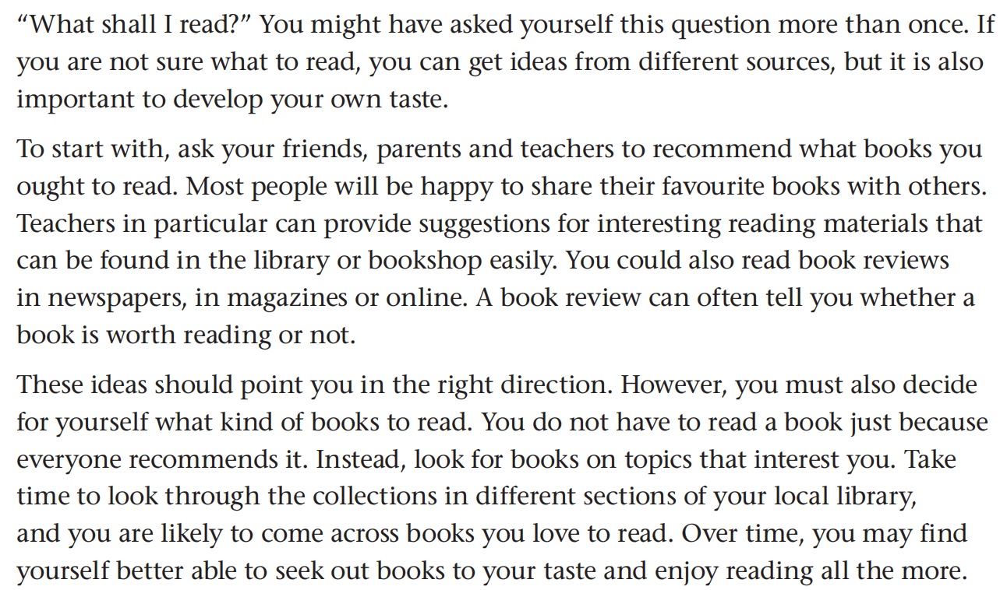 “What shall I read?” You might have asked yourself this question more than once. If
you are not sure what to read, you can get ideas from different sources, but it is also
important to develop your own taste.
To start with, ask your friends, parents and teachers to recommend what books you
ought to read. Most people will be happy to share their favourite books with others.
Teachers in particular can provide suggestions for interesting reading materials that
can be found in the library or bookshop easily. You could also read book reviews
in newspapers, in magazines or online. A book review can often tell you whether a
book is worth reading or not.
These ideas should point you in the right direction. However, you must also decide
for yourself what kind of books to read. You do not have to read a book just because
everyone recommends it. Instead, look for books on topics that interest you. Take
time to look through the collections in different sections of your local library,
and you are likely to come across books you love to read. Over time, you may find
yourself better able to seek out books to your taste and enjoy reading all the more.